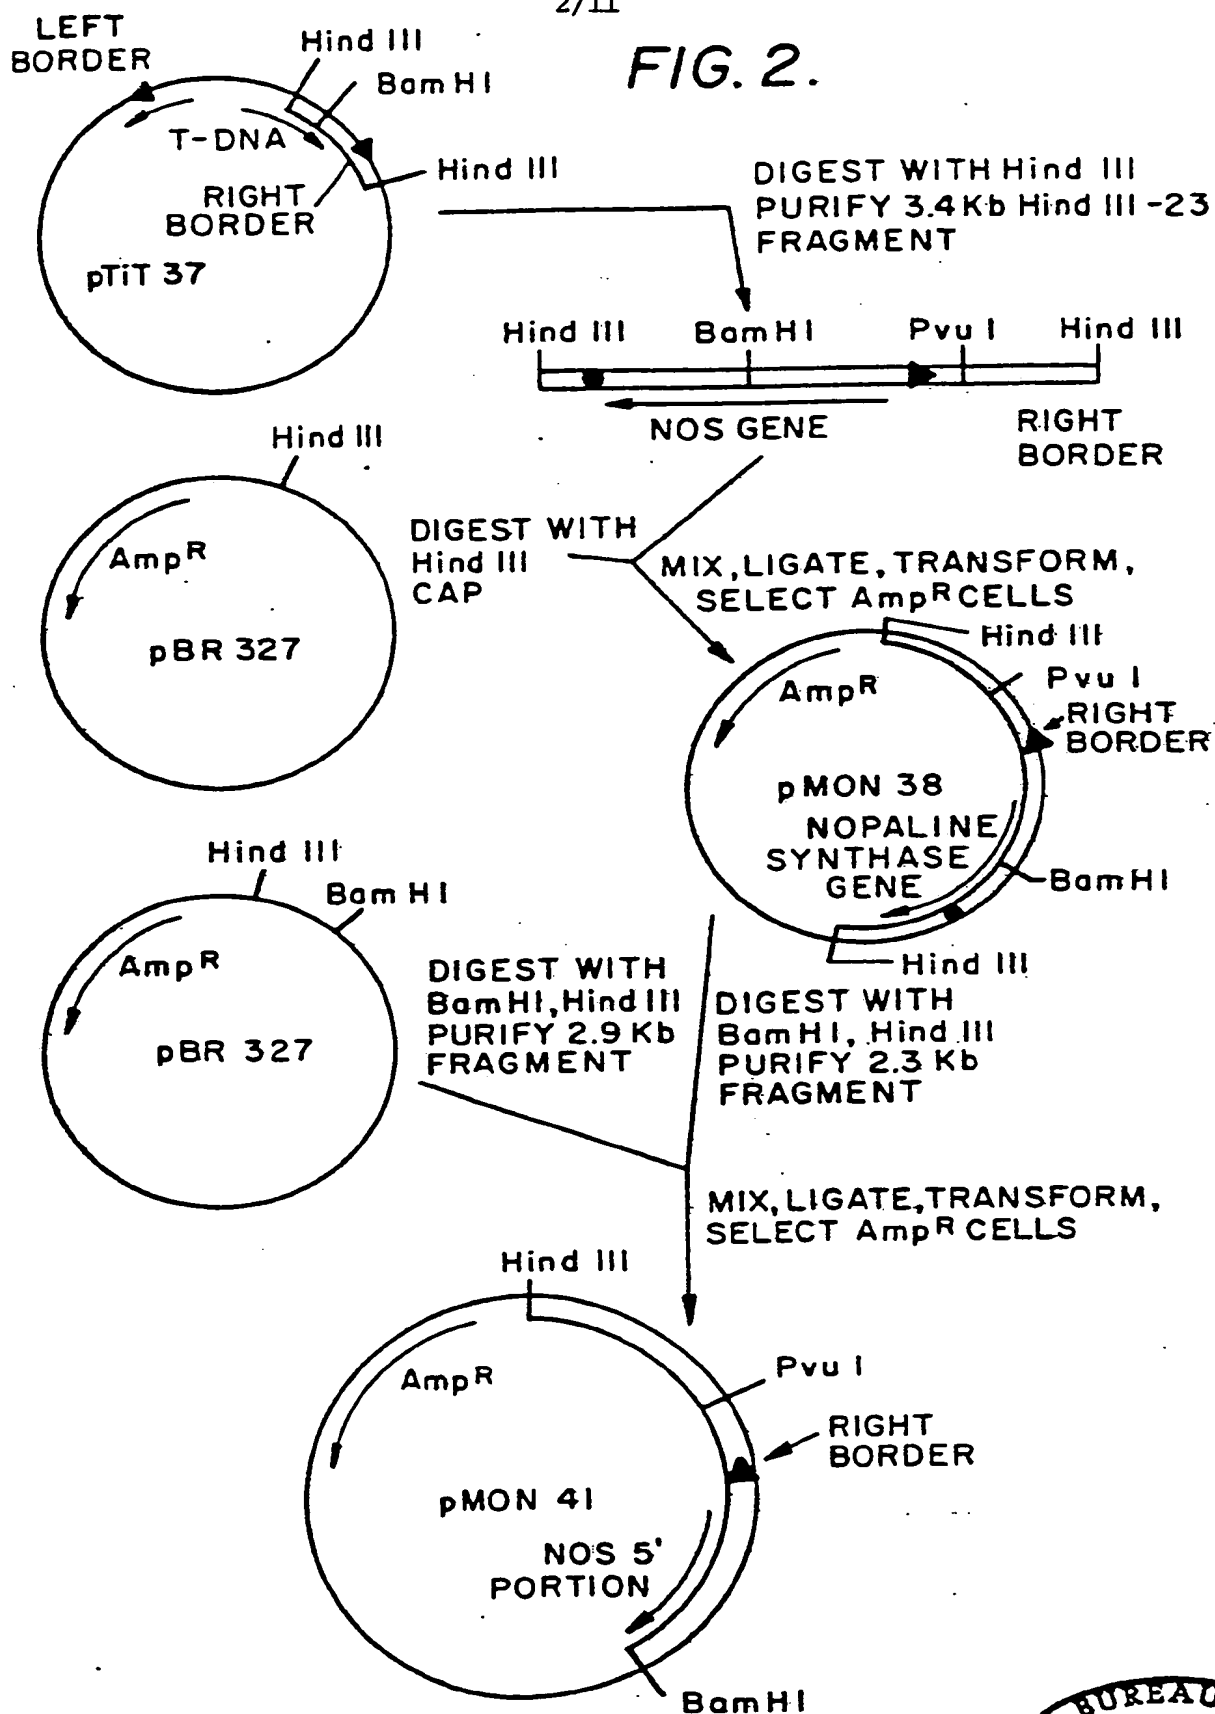 2/11
FIG. 2.
LEFT
BORDER
Hind III
Bam HI
T-DNA
RIGHT
BORDER
Hind III
pTiT 37
DIGEST WITH Hind III
PURIFY 3.4 Kb Hind III -23
FRAGMENT
Hind III
Bam HI
Pvu I
Hind III
NOS GENE
RIGHT
BORDER
Hind III
AmpR
pBR 327
DIGEST WITH
Hind III
CAP
MIX, LIGATE, TRANSFORM,
SELECT AmpR CELLS
Hind III
Pvu I
RIGHT
BORDER
AmpR
pMON 38
NOPALINE
SYNTHASE
GENE
Bam HI
Hind III
Hind III
Bam HI
AmpR
pBR 327
DIGEST WITH
Bam HI, Hind III
PURIFY 2.9 Kb
FRAGMENT
DIGEST WITH
Bam HI, Hind III
PURIFY 2.3 Kb
FRAGMENT
MIX, LIGATE, TRANSFORM,
SELECT AmpR CELLS
Hind III
Pvu I
AmpR
RIGHT
BORDER
pMON 41
NOS 5'
PORTION
Bam HI
BUREAU